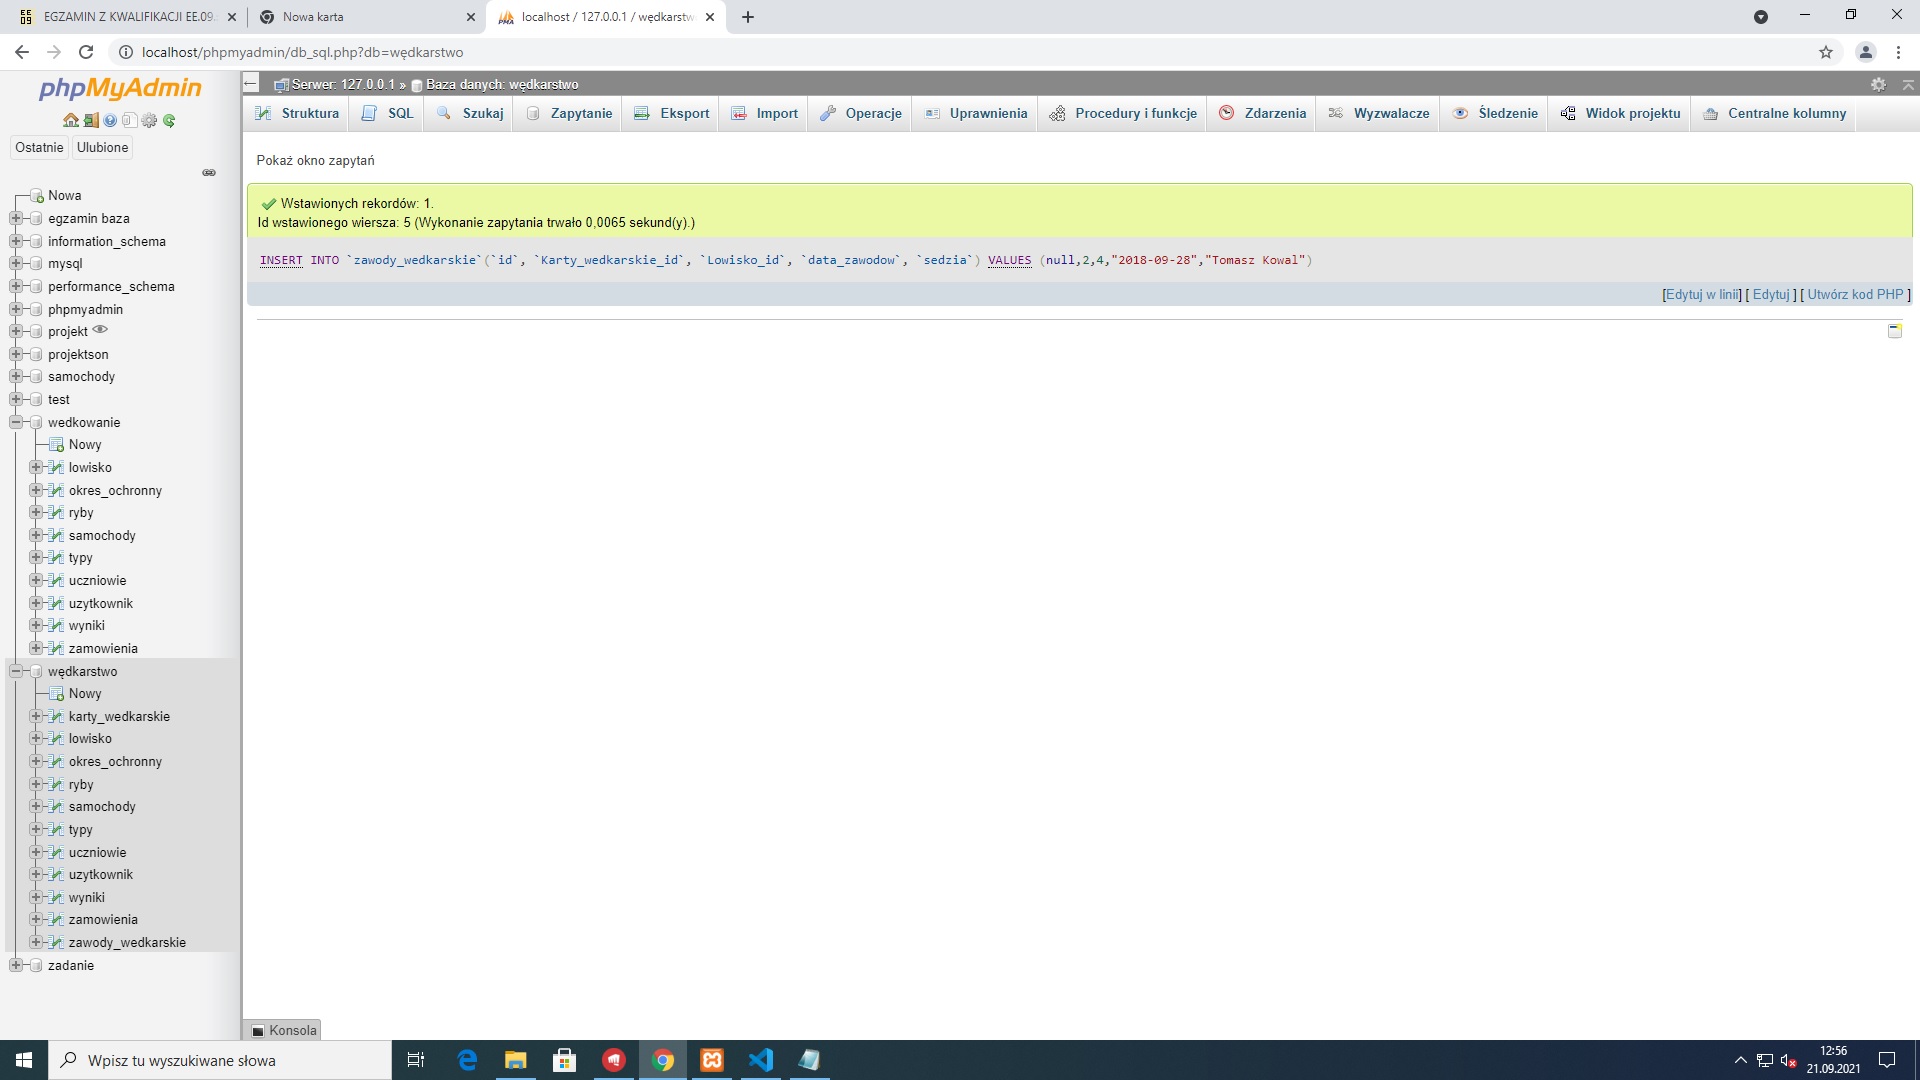 EGZAMIN Z KWALIFIKACJI EE.09.
Nowa karta
localhost / 127.0.0.1 / wędkarstw
localhost/phpmyadmin/db_sql.php?db=wędkarstwo
phpMyAdmin
Serwer: 127.0.0.1 » Baza danych: wędkarstwo
Struktura
SQL
Szukaj
Zapytanie
Eksport
Import
Operacje
Uprawnienia
Procedury i funkcje
Zdarzenia
Wyzwalacze
Śledzenie
Widok projektu
Centralne kolumny
Ostatnie
Ulubione
Nowa
egzamin baza
information_schema
mysql
performance_schema
phpmyadmin
projekt
projektson
samochody
test
wedkowanie
Nowy
lowisko
okres_ochronny
ryby
samochody
typy
uczniowie
uzytkownik
wyniki
zamowienia
wędkarstwo
Nowy
karty_wedkarskie
lowisko
okres_ochronny
ryby
samochody
typy
uczniowie
uzytkownik
wyniki
zamowienia
zawody_wedkarskie
zadanie
Pokaż okno zapytań
Wstawionych rekordów: 1.
Id wstawionego wiersza: 5 (Wykonanie zapytania trwało 0,0065 sekund(y).)
INSERT INTO `zawody_wedkarskie`(`id`, `Karty_wedkarskie_id`, `Lowisko_id`, `data_zawodow`, `sedzia`) VALUES (null,2,4,"2018-09-28","Tomasz Kowal")
[Edytuj w linii] [ Edytuj ] [ Utwórz kod PHP ]
Konsola
Wpisz tu wyszukiwane słowa
12:56
21.09.2021